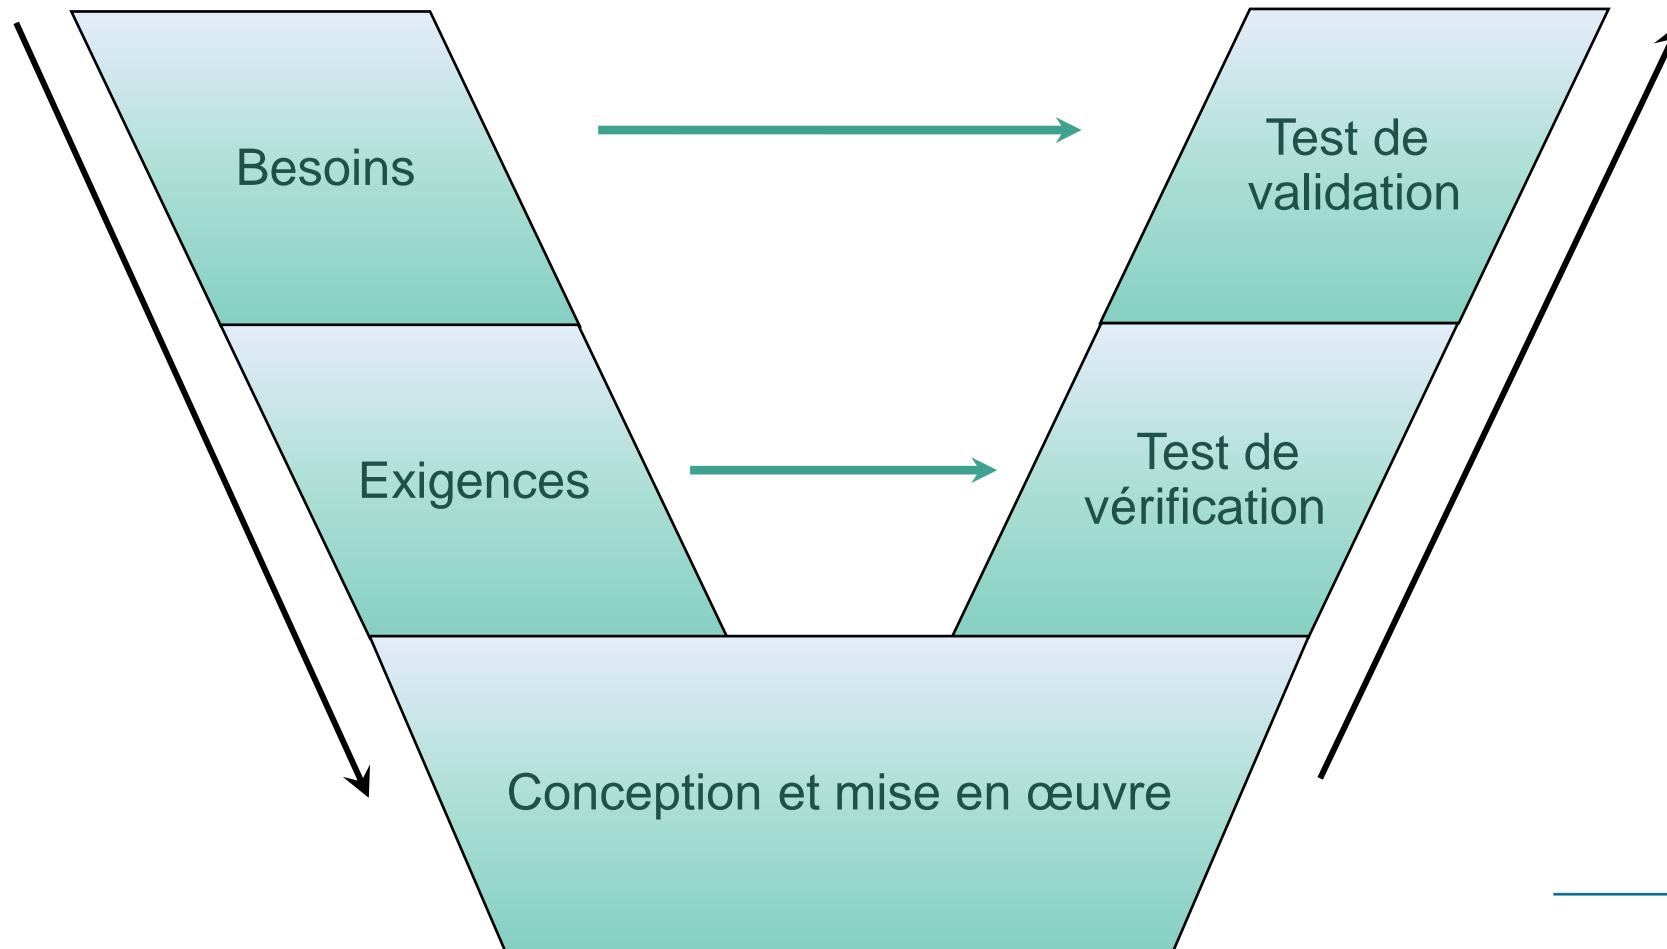 Besoins
Test de
validation
Exigences
Test de
vérification
Conception et mise en œuvre